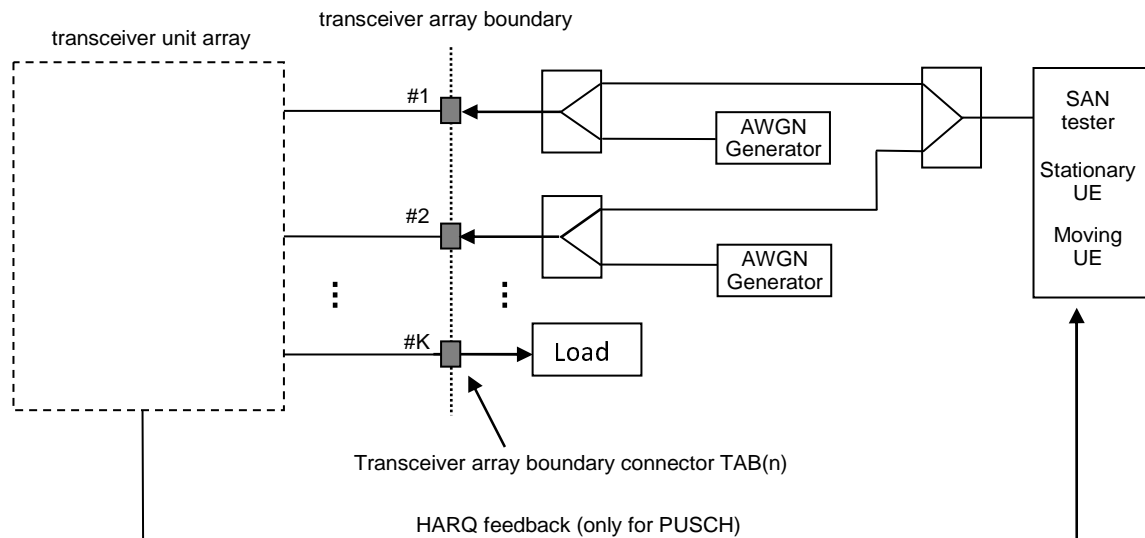 transceiver array boundary
transceiver unit array
#1
AWGN
Generator
SAN
tester
Stationary
UE
Moving
UE
#2
AWGN
Generator
#K
Load
Transceiver array boundary connector TAB(n)
HARQ feedback (only for PUSCH)